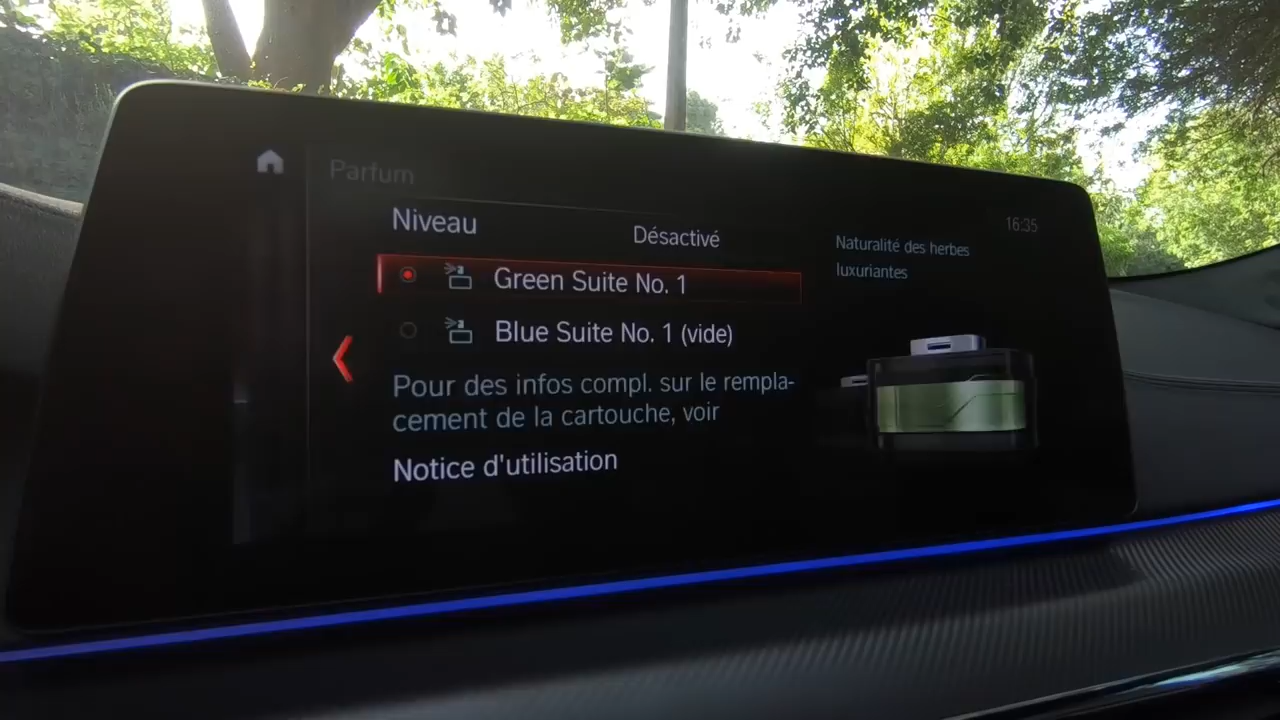 Parfum
16:35
Niveau Désactivé
Green Suite No. 1
Blue Suite No. 1 (vide)
Pour des infos compl. sur le rempla-
cement de la cartouche, voir
Notice d'utilisation
Naturalité des herbes
luxuriantes